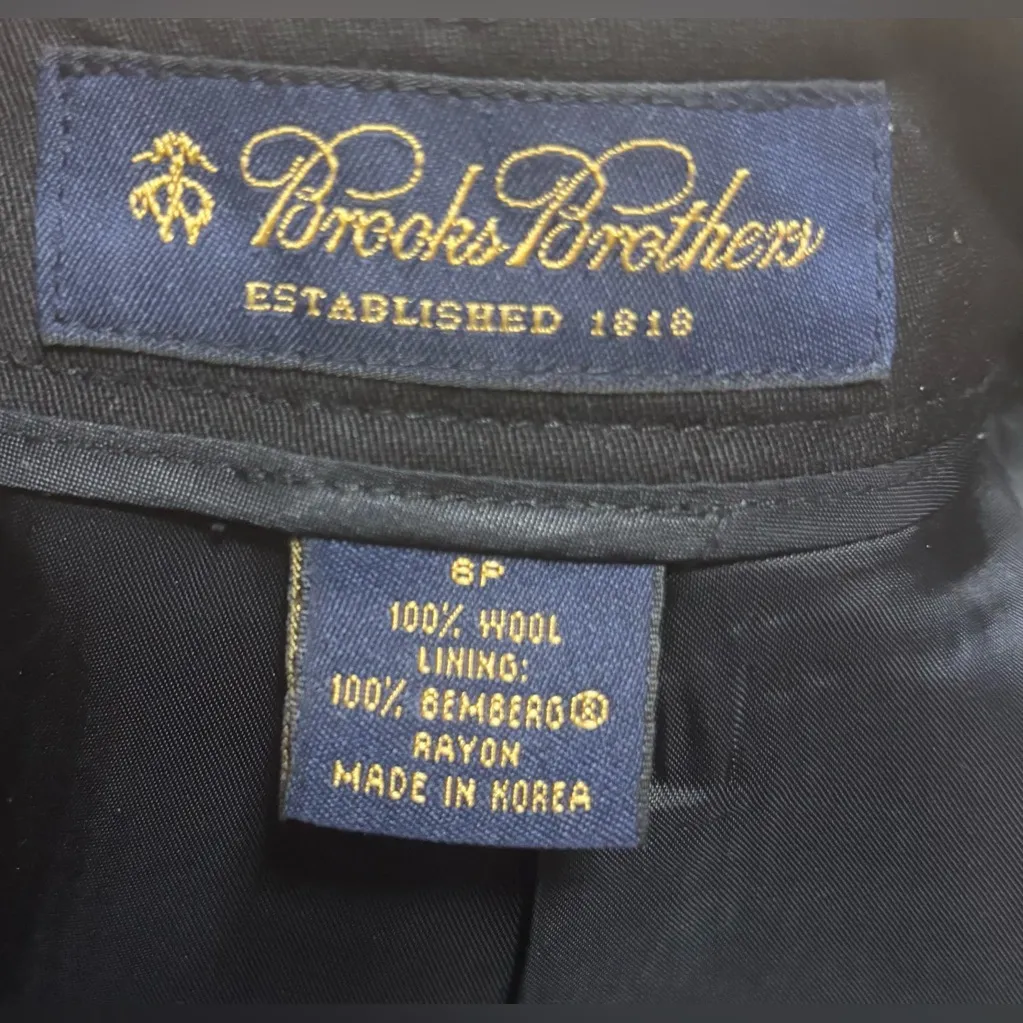 Brooks Brothers
ESTABLISHED 1818
6P
100% WOOL
LINING:
100% BEMBERG®
RAYON
MADE IN KOREA